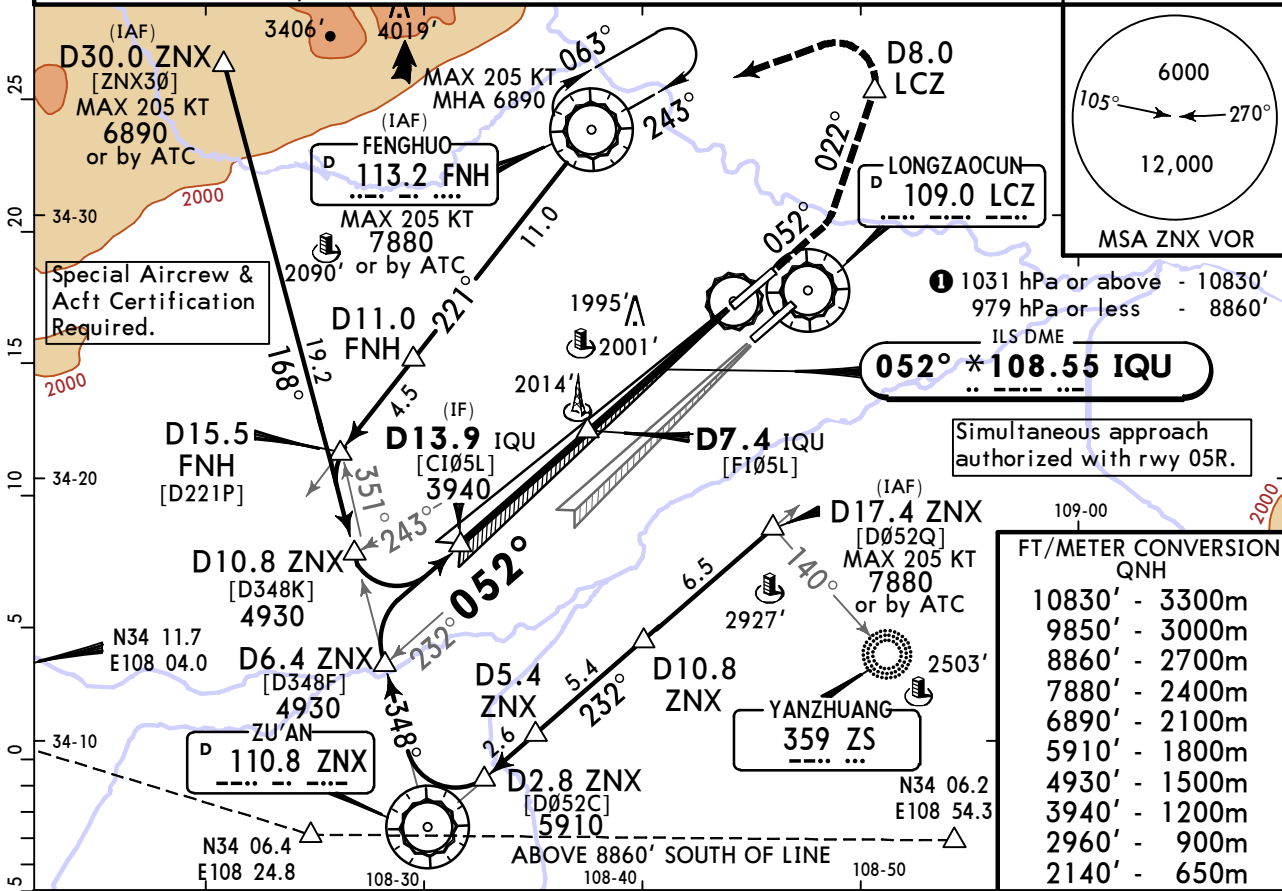 (IAF)
D30.0 ZNX
[ZNX3Ø]
MAX 205 KT
6890
or by ATC
3406'
4019'
MAX 205 KT
MHA 6890
063°
243°
D8.0
LCZ
022°
052°
6000
105°
270°
12,000
MSA ZNX VOR
(IAF)
FENGHUO
D 113.2 FNH
MAX 205 KT
7880
or by ATC
LONGZAOCUN
D 109.0 LCZ
25
20
15
10
5
0
5
34-30
34-20
34-10
2000
2000
2000
2090'
11.0
221°
Special Aircrew &
Acft Certification
Required.
D11.0
FNH
19.2
168°
4.5
1995'
2001'
2014'
1 1031 hPa or above - 10830'
979 hPa or less - 8860'
ILS DME
052° *108.55 IQU
Simultaneous approach
authorized with rwy 05R.
D15.5
FNH
[D221P]
(IF)
D13.9 IQU
[CIØ5L]
3940
D7.4 IQU
[FIØ5L]
351°
243°
052°
232°
D10.8 ZNX
[D348K]
4930
(IAF)
D17.4 ZNX
[DØ52Q]
MAX 205 KT
7880
or by ATC
109-00
6.5
140°
2927'
2503'
N34 11.7
E108 04.0
D6.4 ZNX
[D348F]
4930
D5.4
ZNX
5.4
232°
D10.8
ZNX
YANZHUANG
359 ZS
ZU'AN
D 110.8 ZNX
348°
2.6
D2.8 ZNX
[DØ52C]
5910
N34 06.2
E108 54.3
N34 06.4
E108 24.8
ABOVE 8860' SOUTH OF LINE
108-30
108-40
108-50
FT/METER CONVERSION
QNH
10830' - 3300m
9850' - 3000m
8860' - 2700m
7880' - 2400m
6890' - 2100m
5910' - 1800m
4930' - 1500m
3940' - 1200m
2960' - 900m
2140' - 650m